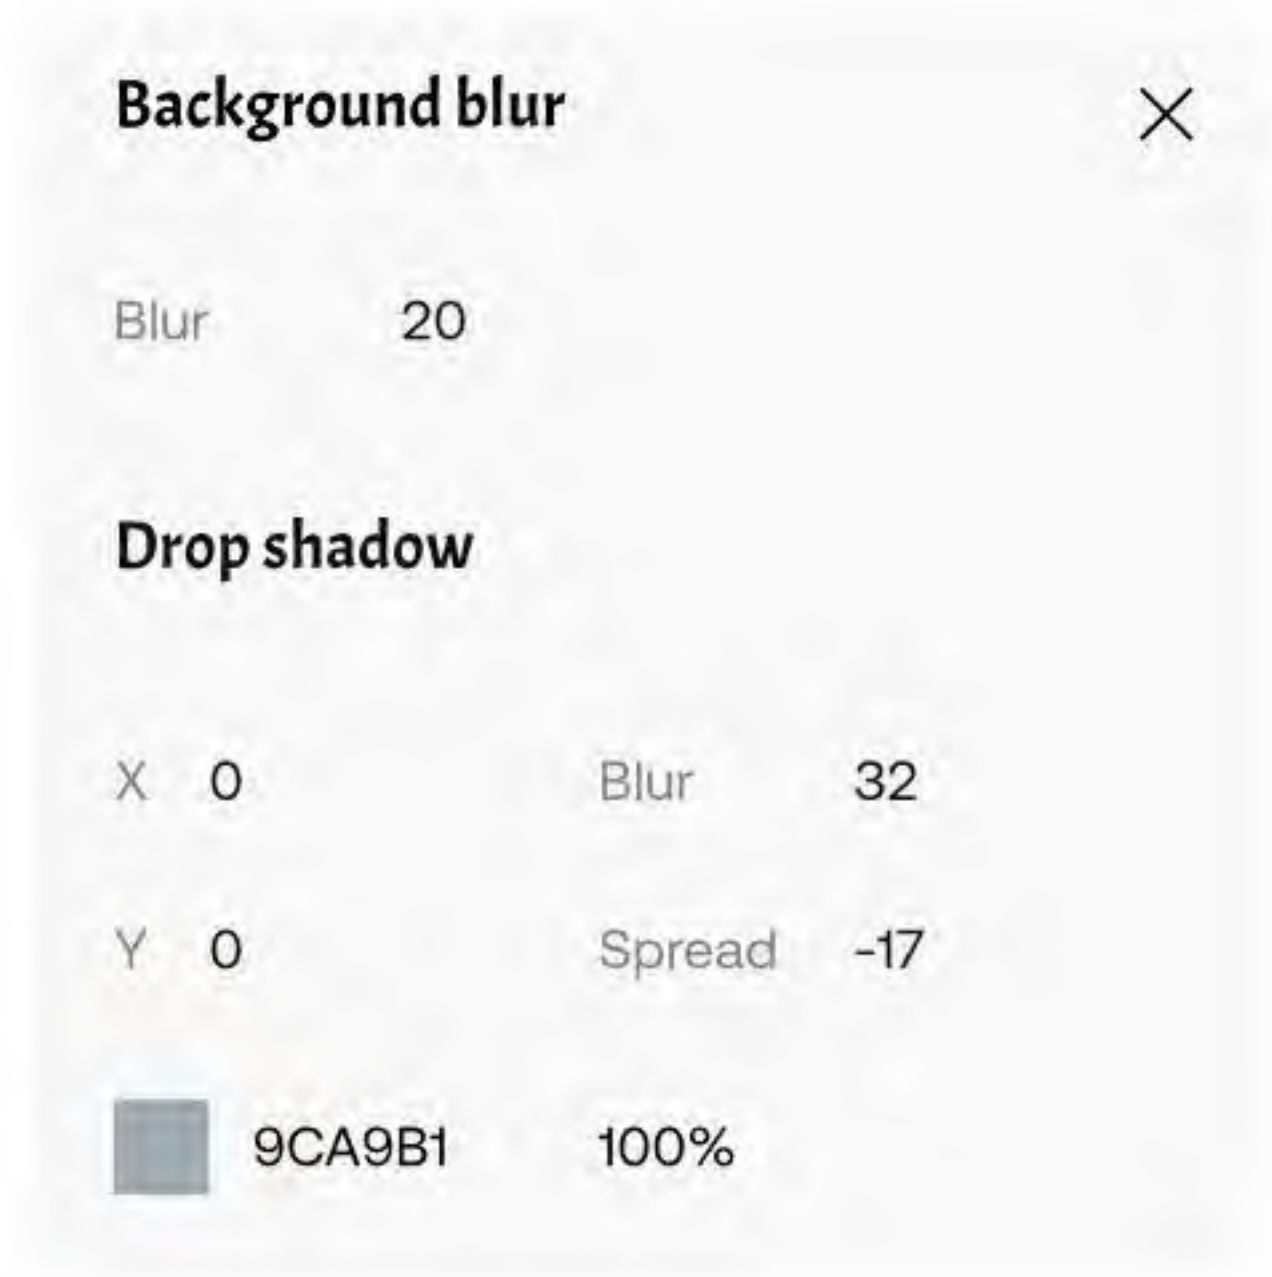 Background blur
Blur 20
Drop shadow
X 0 Blur 32
Y 0 Spread -17
9CA9B1 100%